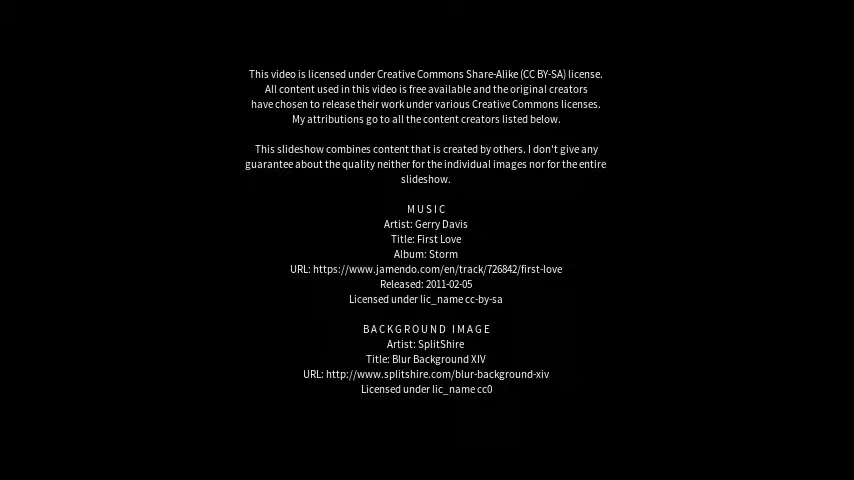 This video is licensed under Creative Commons Share-Alike (CC BY-SA) license.
All content used in this video is free available and the original creators
have chosen to release their work under various Creative Commons licenses.
My attributions go to all the content creators listed below.
This slideshow combines content that is created by others. I don't give any
guarantee about the quality neither for the individual images nor for the entire
slideshow.
MUSIC
Artist: Gerry Davis
Title: First Love
Album: Storm
URL: https://www.jamendo.com/en/track/726842/first-love
Released: 2011-02-05
Licensed under lic_name cc-by-sa
BACKGROUND IMAGE
Artist: SplitShire
Title: Blur Background XIV
URL: http://www.splitshire.com/blur-background-xiv
Licensed under lic_name cc0